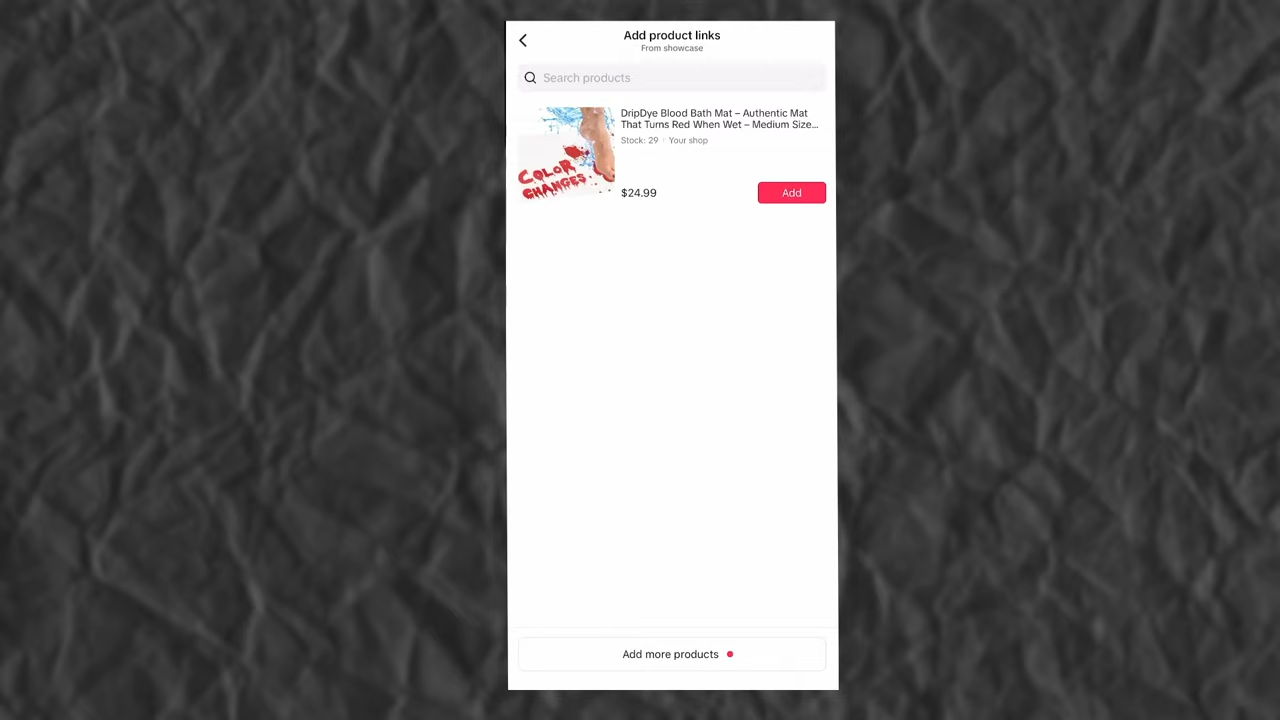 Add product links
From showcase
Search products
DripDye Blood Bath Mat – Authentic Mat
That Turns Red When Wet – Medium Size...
Stock: 29 Your shop
COLOR
CHANGES
$24.99
Add
Add more products